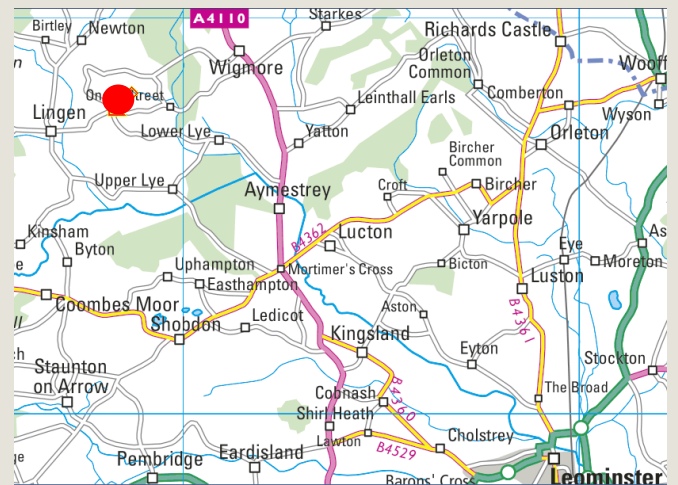 A4110
Starkes
Birtley
Newton
Richards Castle
Wigmore
Orleton
Common
Wooff
Leinthall Earls
Comberton
Lingen
Wyson
Lower Lye
Yatton
Orleton
Bircher
Common
Upper Lye
Aymestrey
Croft
Bircher
Kinsham
Byton
B4362
Lucton
Yarpole
Eye
As
Uphampton
Mortimer's Cross
Bicton
Moreton
Easthampton
Luston
Coombes Moor
Aston
B4361
Shobdon
Ledicot
Kingsland
Eyton
Stockton
Staunton
on Arrow
Cobnash
B4360
The Broad
Shirl Heath
Lawton
Cholstrey
B4529
Pembridge
Eardisland
Barons' Cross
Leominster